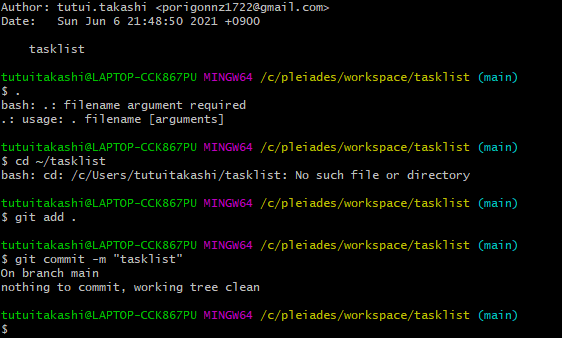 Author: tutui.takashi <porigonnz1722@gmail.com>
Date:   Sun Jun 6 21:48:50 2021 +0900
    tasklist
tutuitakashi@LAPTOP-CCK867PU MINGW64 /c/pleiades/workspace/tasklist (main)
$ .
bash: .: filename argument required
.: usage: . filename [arguments]
tutuitakashi@LAPTOP-CCK867PU MINGW64 /c/pleiades/workspace/tasklist (main)
$ cd ~/tasklist
bash: cd: /c/Users/tutuitakashi/tasklist: No such file or directory
tutuitakashi@LAPTOP-CCK867PU MINGW64 /c/pleiades/workspace/tasklist (main)
$ git add .
tutuitakashi@LAPTOP-CCK867PU MINGW64 /c/pleiades/workspace/tasklist (main)
$ git commit -m "tasklist"
On branch main
nothing to commit, working tree clean
tutuitakashi@LAPTOP-CCK867PU MINGW64 /c/pleiades/workspace/tasklist (main)
$